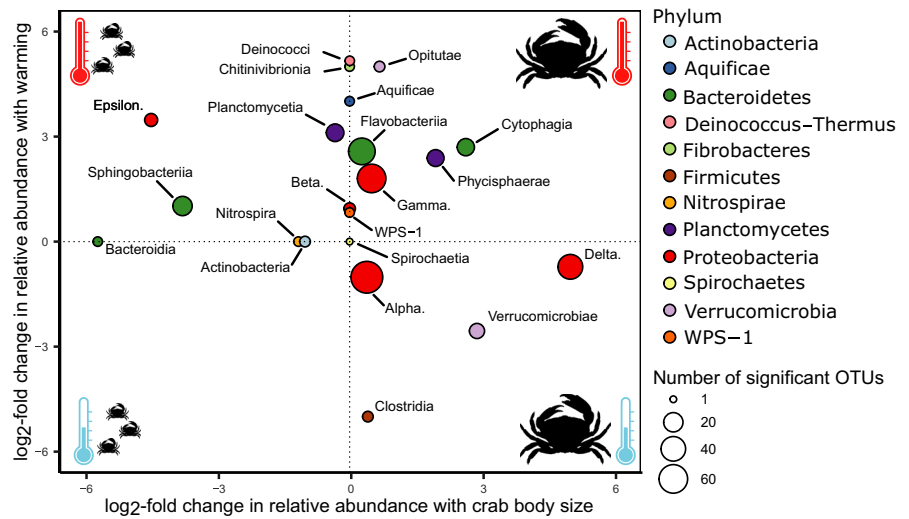 log2-fold change in relative abundance with warming
6
3
0
−3
−6
−6
−3
0
3
6
log2-fold change in relative abundance with crab body size
Deinococci
Chitinivibrionia
Opitutae
Aquificae
Epsilon.
Planctomycetia
Flavobacteriia
Cytophagia
Sphingobacteriia
Phycisphaerae
Beta.
Gamma.
Nitrospira
WPS-1
Bacteroidia
Actinobacteria
Spirochaetia
Delta.
Alpha.
Verrucomicrobiae
Clostridia
Phylum
Actinobacteria
Aquificae
Bacteroidetes
Deinococcus−Thermus
Fibrobacteres
Firmicutes
Nitrospirae
Planctomycetes
Proteobacteria
Spirochaetes
Verrucomicrobia
WPS−1
Number of significant OTUs
1
20
40
60